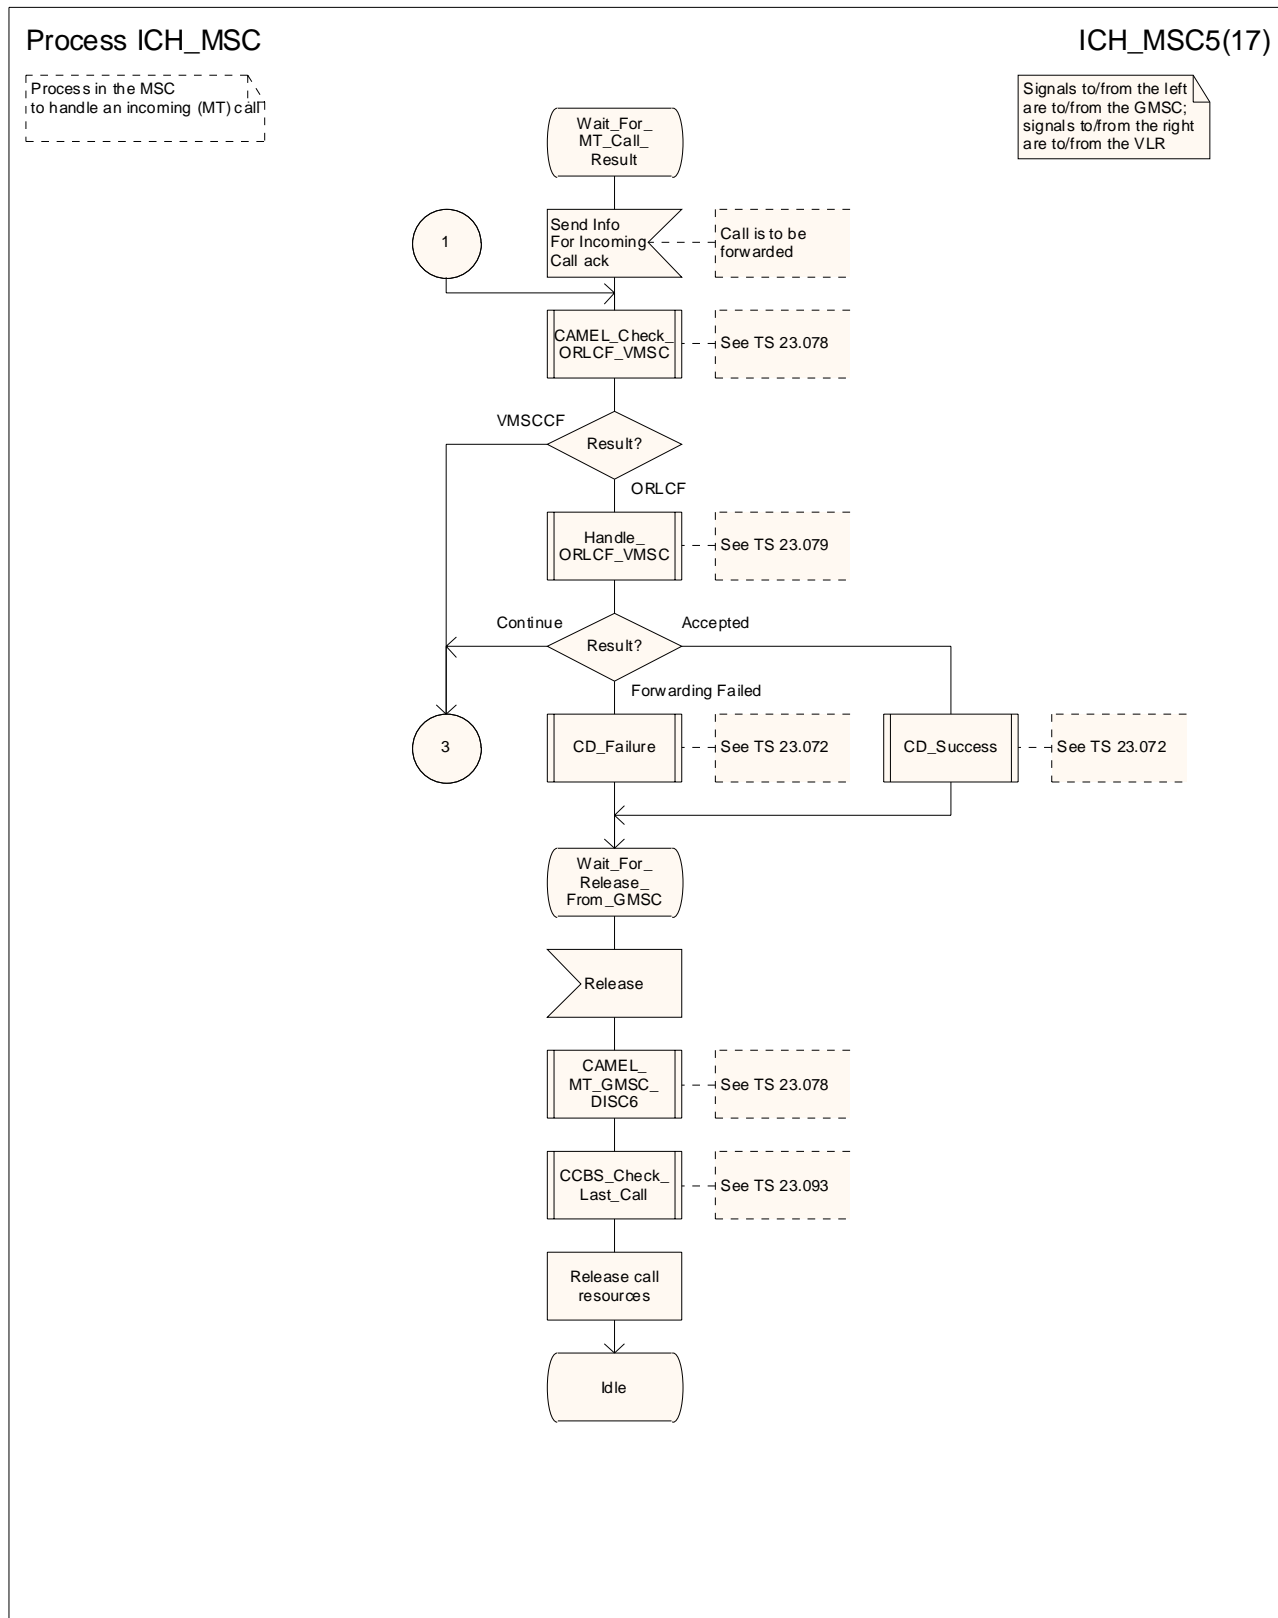 Process ICH_MSC
ICH_MSC5(17)
Process in the MSC
to handle an incoming (MT) call
Signals to/from the left
are to/from the GMSC;
signals to/from the right
are to/from the VLR
Wait_For_
MT_Call_
Result
1
Send Info
For Incoming
Call ack
Call is to be
forwarded
CAMEL_Check_
ORLCF_VMSC
See TS 23.078
VMSCCF
Result?
ORLCF
Handle_
ORLCF_VMSC
See TS 23.079
Continue
Result?
Accepted
Forwarding Failed
3
CD_Failure
See TS 23.072
CD_Success
See TS 23.072
Wait_For_
Release_
From_GMSC
Release
CAMEL_
MT_GMSC_
DISC6
See TS 23.078
CCBS_Check_
Last_Call
See TS 23.093
Release call
resources
Idle